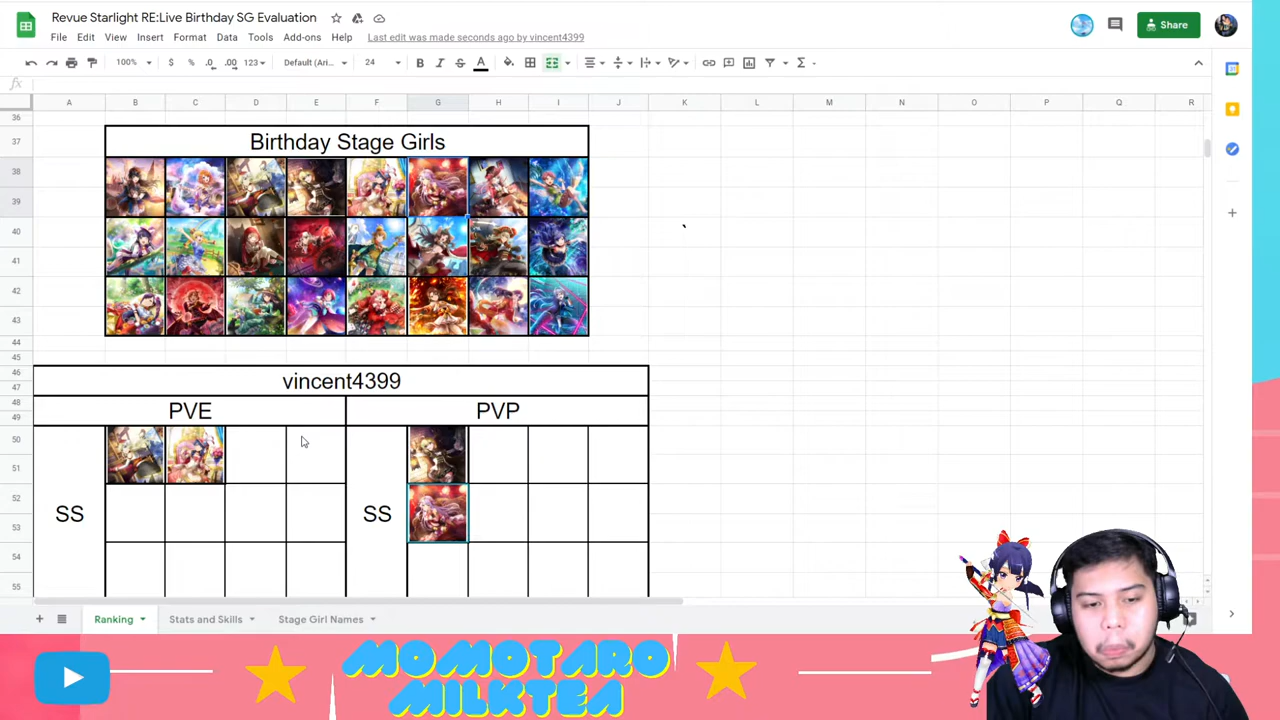 Revue Starlight RE:Live Birthday SG Evaluation
File Edit View Insert Format Data Tools Add-ons Help Last edit was made seconds ago by vincent4399
Share
100% $ % .0 .00 123 Default (Ari... 24 B I S A
fx
A B C D E F G H I J K L M N O P Q R
36
37 Birthday Stage Girls
38
39
40 `
41
42
43
44
45
46 vincent4399
47
48 PVE PVP
49
50
51
52 SS SS
53
54
55
Ranking Stats and Skills Stage Girl Names
MOMOTARO
MILKTEA